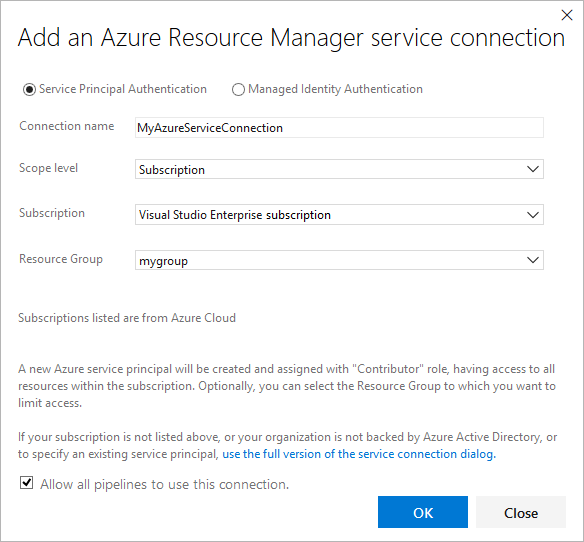 Add an Azure Resource Manager service connection
Service Principal Authentication
Managed Identity Authentication
Connection name
MyAzureServiceConnection
Scope level
Subscription
Subscription
Visual Studio Enterprise subscription
Resource Group
mygroup
Subscriptions listed are from Azure Cloud
A new Azure service principal will be created and assigned with "Contributor" role, having access to all
resources within the subscription. Optionally, you can select the Resource Group to which you want to
limit access.
If your subscription is not listed above, or your organization is not backed by Azure Active Directory, or
to specify an existing service principal, use the full version of the service connection dialog.
Allow all pipelines to use this connection.
OK
Close